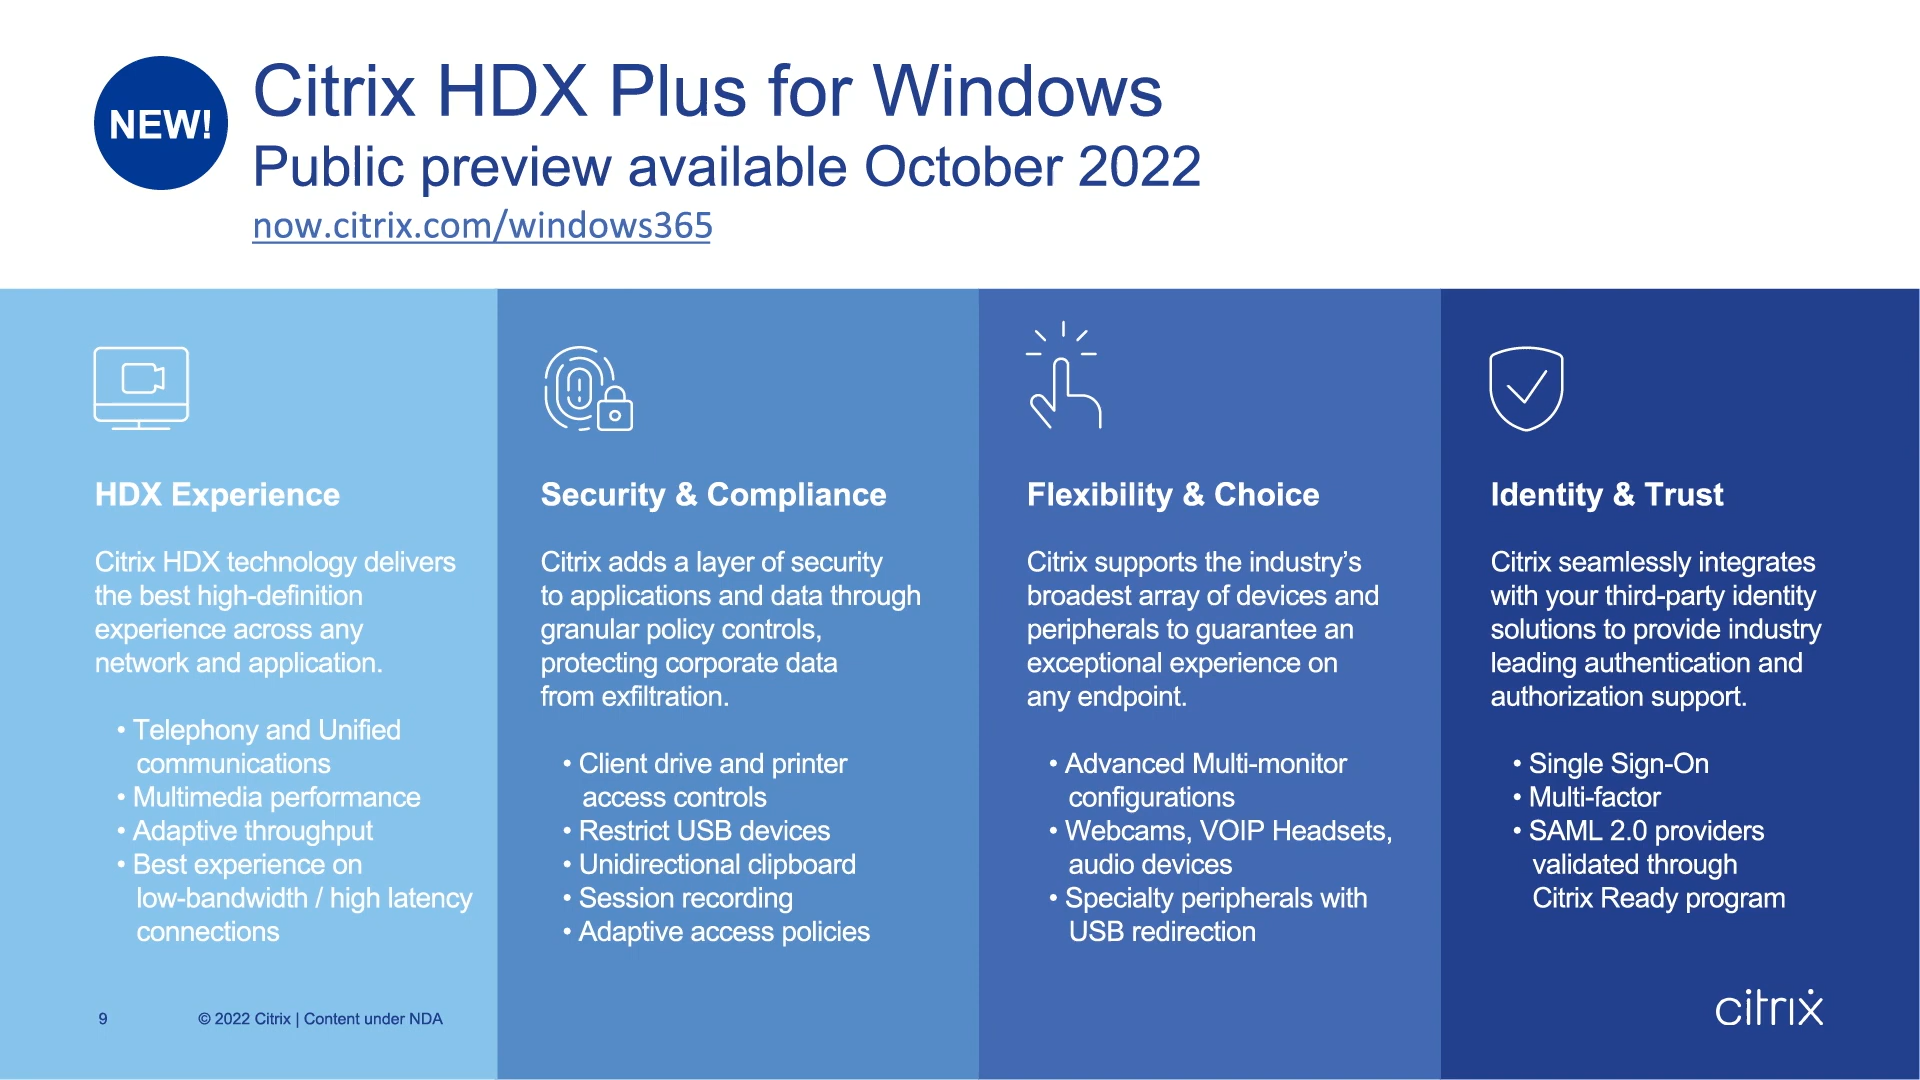 NEW!
Citrix HDX Plus for Windows
Public preview available October 2022
now.citrix.com/windows365
HDX Experience
Citrix HDX technology delivers
the best high-definition
experience across any
network and application.
• Telephony and Unified
communications
• Multimedia performance
• Adaptive throughput
• Best experience on
low-bandwidth / high latency
connections
Security & Compliance
Citrix adds a layer of security
to applications and data through
granular policy controls,
protecting corporate data
from exfiltration.
• Client drive and printer
access controls
• Restrict USB devices
• Unidirectional clipboard
• Session recording
• Adaptive access policies
Flexibility & Choice
Citrix supports the industry’s
broadest array of devices and
peripherals to guarantee an
exceptional experience on
any endpoint.
• Advanced Multi-monitor
configurations
• Webcams, VOIP Headsets,
audio devices
• Specialty peripherals with
USB redirection
Identity & Trust
Citrix seamlessly integrates
with your third-party identity
solutions to provide industry
leading authentication and
authorization support.
• Single Sign-On
• Multi-factor
• SAML 2.0 providers
validated through
Citrix Ready program
9
© 2022 Citrix | Content under NDA
citrix